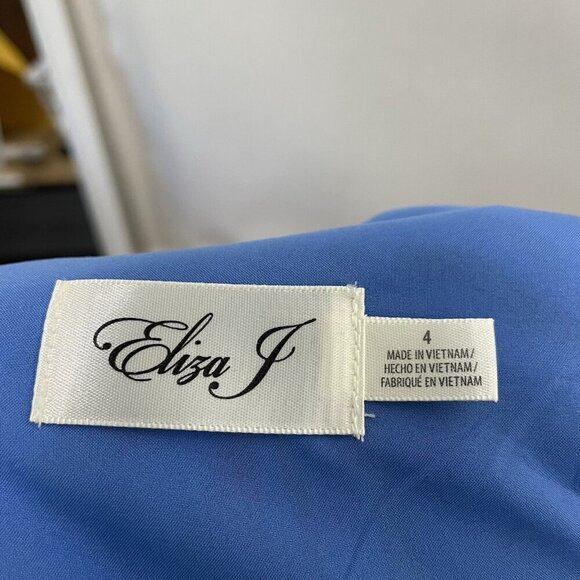 Eliza J
4
MADE IN VIETNAM/
HECHO EN VIETNAM/
FABRIQUÉ EN VIETNAM